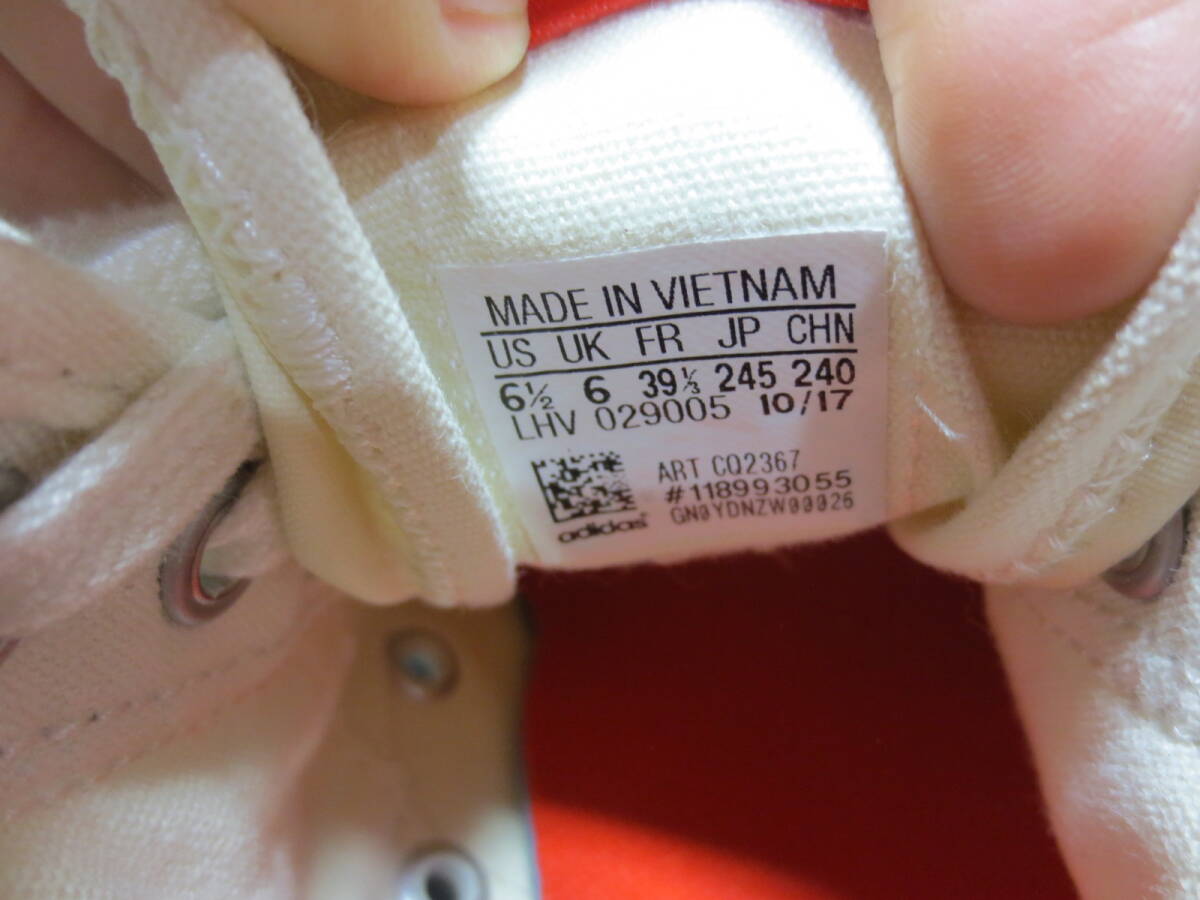 MADE IN VIETNAM
US UK FR JP CHN
6½ 6 39⅓ 245 240
LHV 029005 10/17
ART CQ2367
#118993055
GN0YDNZW00026
adidas